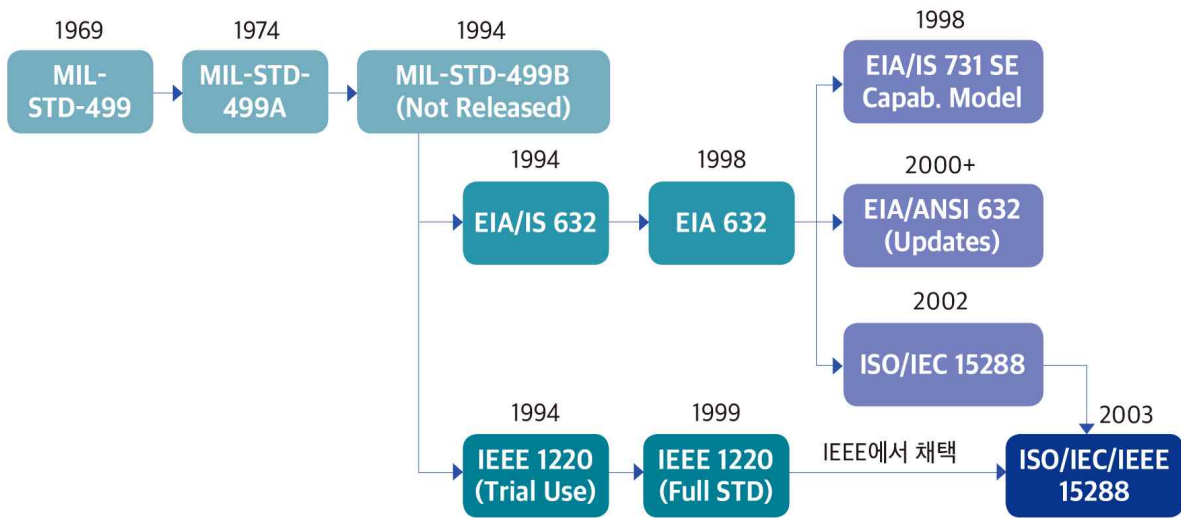 1969
MIL-
STD-499
1974
MIL-STD-
499A
1994
MIL-STD-499B
(Not Released)
1998
EIA/IS 731 SE
Capab. Model
1994
EIA/IS 632
1998
EIA 632
2000+
EIA/ANSI 632
(Updates)
2002
ISO/IEC 15288
1994
IEEE 1220
(Trial Use)
1999
IEEE 1220
(Full STD)
IEEE에서 채택
2003
ISO/IEC/IEEE
15288